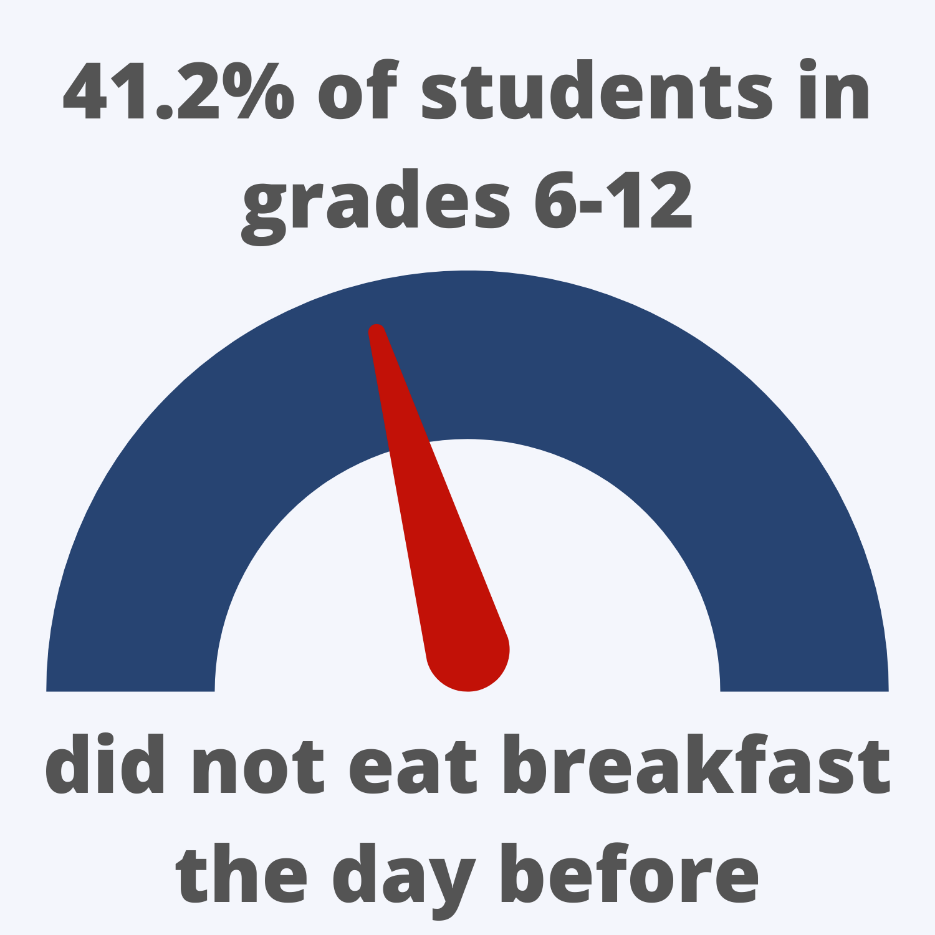 41.2% of students in
grades 6-12
did not eat breakfast
the day before